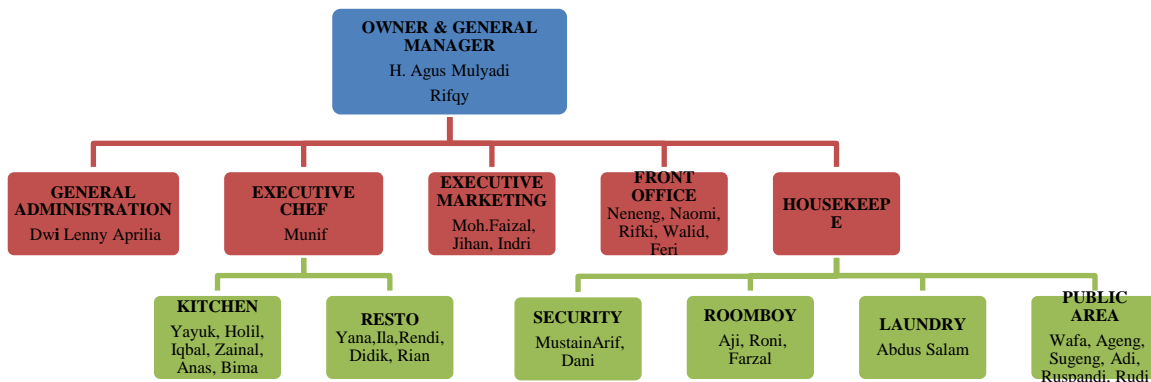 OWNER & GENERAL
MANAGER
H. Agus Mulyadi
Rifqy
GENERAL
ADMINISTRATION
Dwi Lenny Aprilia
EXECUTIVE
CHEF
Munif
EXECUTIVE
MARKETING
Moh.Faizal,
Jihan, Indri
FRONT
OFFICE
Neneng, Naomi,
Rifki, Walid,
Feri
HOUSEKEEP
E
KITCHEN
Yayuk, Holil,
Iqbal, Zainal,
Anas, Bima
RESTO
Yana,Ila,Rendi,
Didik, Rian
SECURITY
MustainArif,
Dani
ROOMBOY
Aji, Roni,
Farzal
LAUNDRY
Abdus Salam
PUBLIC
AREA
Wafa, Ageng,
Sugeng, Adi,
Ruspandi, Rudi